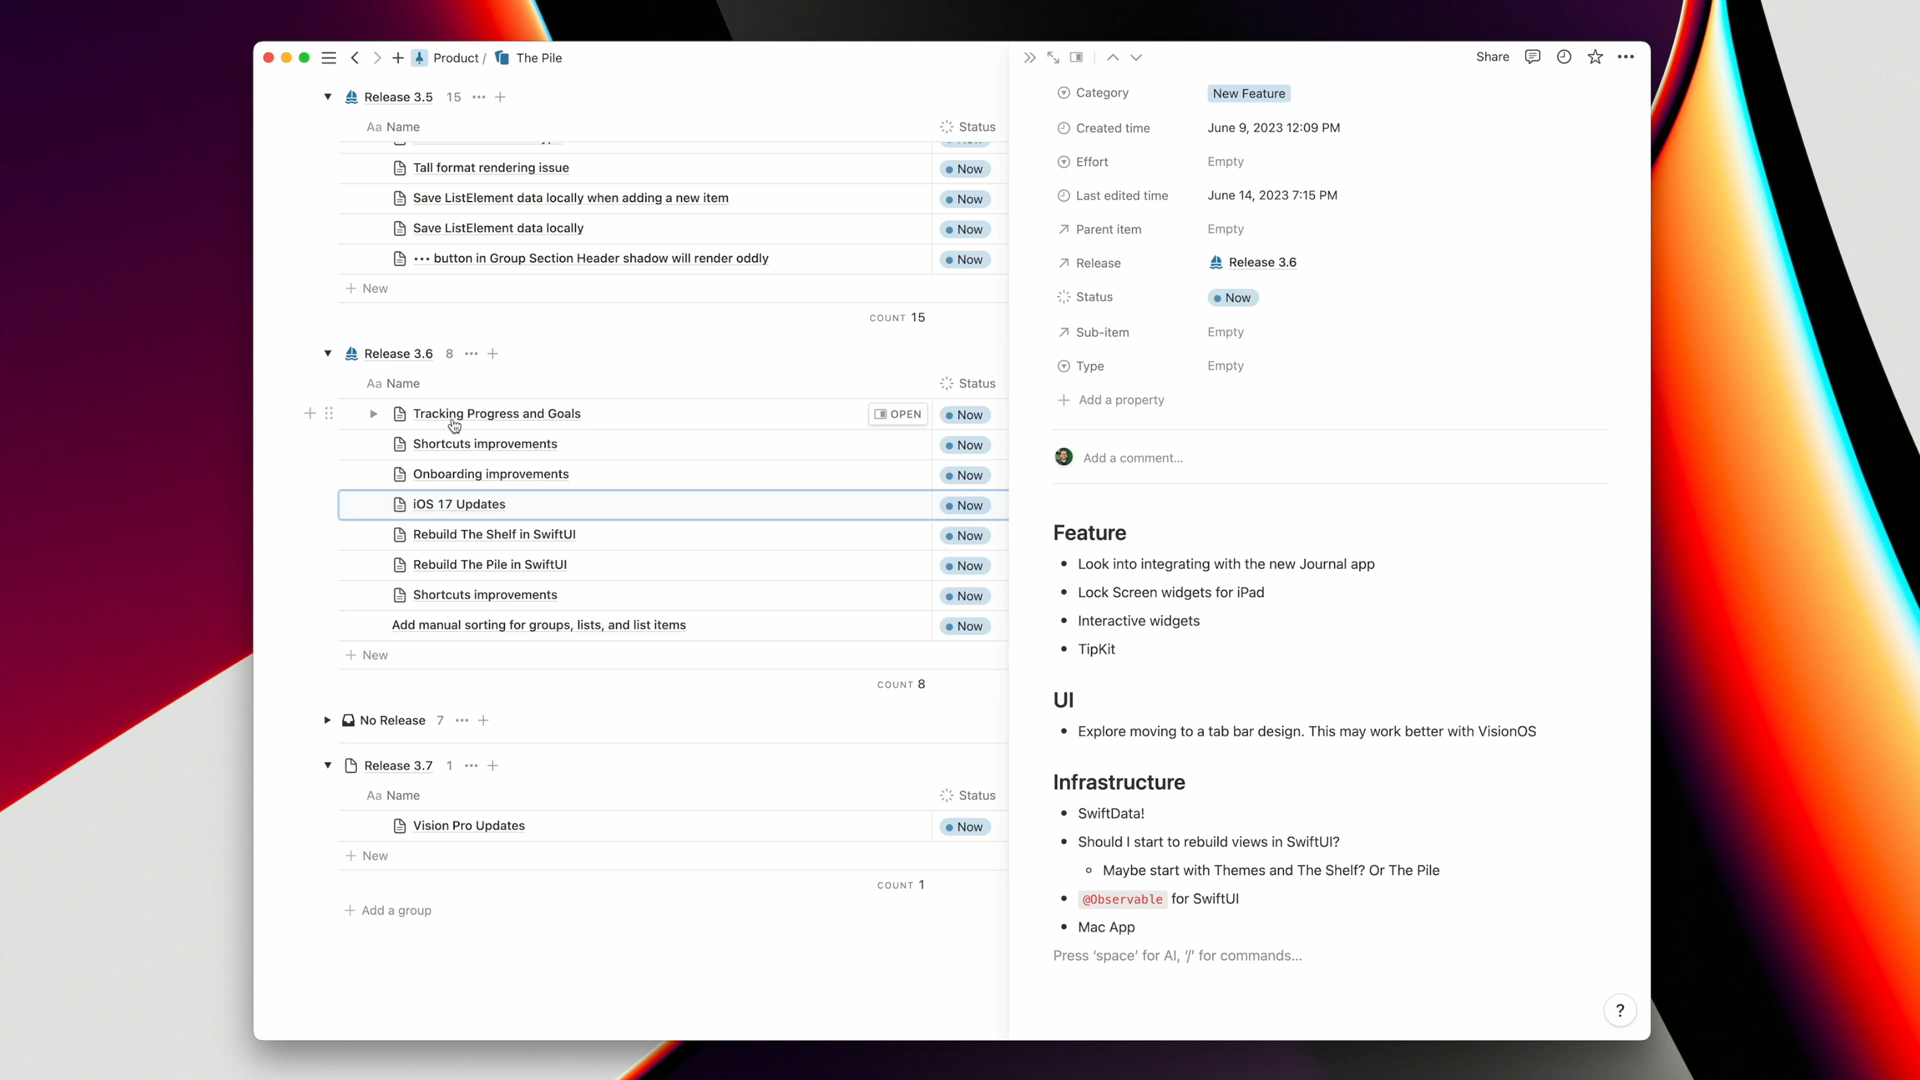 Product / The Pile
Release 3.5 15
Aa Name Status
Tall format rendering issue Now
Save ListElement data locally when adding a new item Now
Save ListElement data locally Now
••• button in Group Section Header shadow will render oddly Now
New
COUNT 15
Release 3.6 8
Aa Name Status
Tracking Progress and Goals OPEN Now
Shortcuts improvements Now
Onboarding improvements Now
iOS 17 Updates Now
Rebuild The Shelf in SwiftUI Now
Rebuild The Pile in SwiftUI Now
Shortcuts improvements Now
Add manual sorting for groups, lists, and list items Now
New
COUNT 8
No Release 7
Release 3.7 1
Aa Name Status
Vision Pro Updates Now
New
COUNT 1
Add a group
Share
Category New Feature
Created time June 9, 2023 12:09 PM
Effort Empty
Last edited time June 14, 2023 7:15 PM
Parent item Empty
Release Release 3.6
Status Now
Sub-item Empty
Type Empty
Add a property
Add a comment...
Feature
• Look into integrating with the new Journal app
• Lock Screen widgets for iPad
• Interactive widgets
• TipKit
UI
• Explore moving to a tab bar design. This may work better with VisionOS
Infrastructure
• SwiftData!
• Should I start to rebuild views in SwiftUI?
◦ Maybe start with Themes and The Shelf? Or The Pile
• @Observable for SwiftUI
• Mac App
Press ‘space’ for AI, ‘/’ for commands…
?